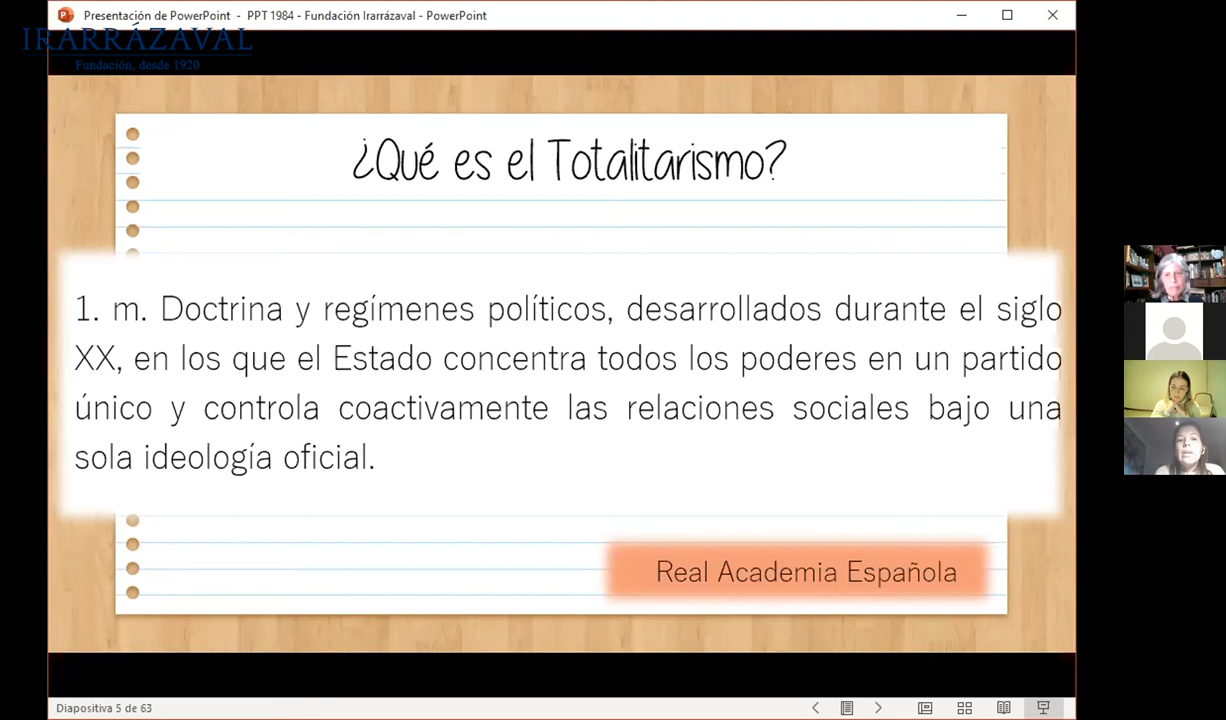 Presentación de PowerPoint - PPT 1984 - Fundación Irarrázaval - PowerPoint
IRARRÁZAVAL
Fundación, desde 1920
¿Qué es el Totalitarismo?
1. m. Doctrina y regímenes políticos, desarrollados durante el siglo
XX, en los que el Estado concentra todos los poderes en un partido
único y controla coactivamente las relaciones sociales bajo una
sola ideología oficial.
Real Academia Española
Diapositiva 5 de 63